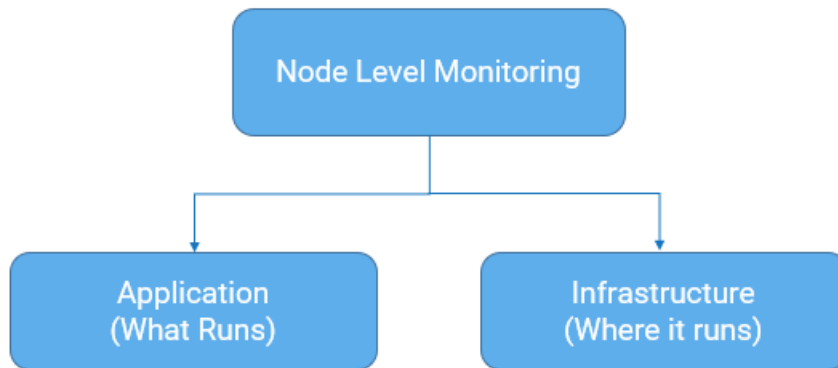 Node Level Monitoring
Application
(What Runs)
Infrastructure
(Where it runs)